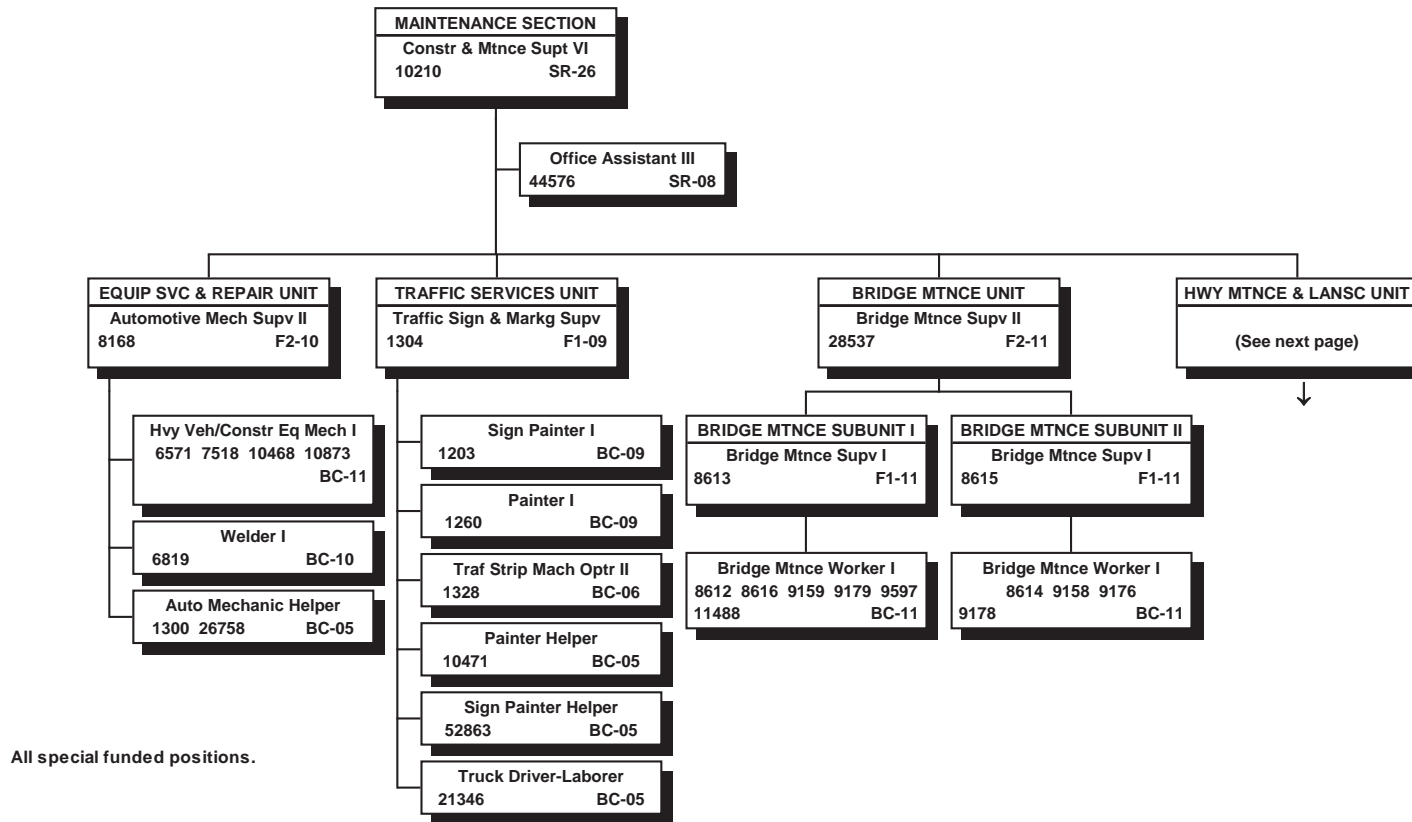 MAINTENANCE SECTION
Constr & Mtnce Supt VI
10210 SR-26
Office Assistant III
44576 SR-08
EQUIP SVC & REPAIR UNIT
Automotive Mech Supv II
8168 F2-10
Hvy Veh/Constr Eq Mech I
6571 7518 10468 10873
BC-11
Welder I
6819 BC-10
Auto Mechanic Helper
1300 26758 BC-05
TRAFFIC SERVICES UNIT
Traffic Sign & Markg Supv
1304 F1-09
Sign Painter I
1203 BC-09
Painter I
1260 BC-09
Traf Strip Mach Optr II
1328 BC-06
Painter Helper
10471 BC-05
Sign Painter Helper
52863 BC-05
Truck Driver-Laborer
21346 BC-05
BRIDGE MTNCE UNIT
Bridge Mtnce Supv II
28537 F2-11
BRIDGE MTNCE SUBUNIT I
Bridge Mtnce Supv I
8613 F1-11
Bridge Mtnce Worker I
8612 8616 9159 9179 9597
11488 BC-11
BRIDGE MTNCE SUBUNIT II
Bridge Mtnce Supv I
8615 F1-11
Bridge Mtnce Worker I
8614 9158 9176
9178 BC-11
HWY MTNCE & LANSC UNIT
(See next page)
All special funded positions.